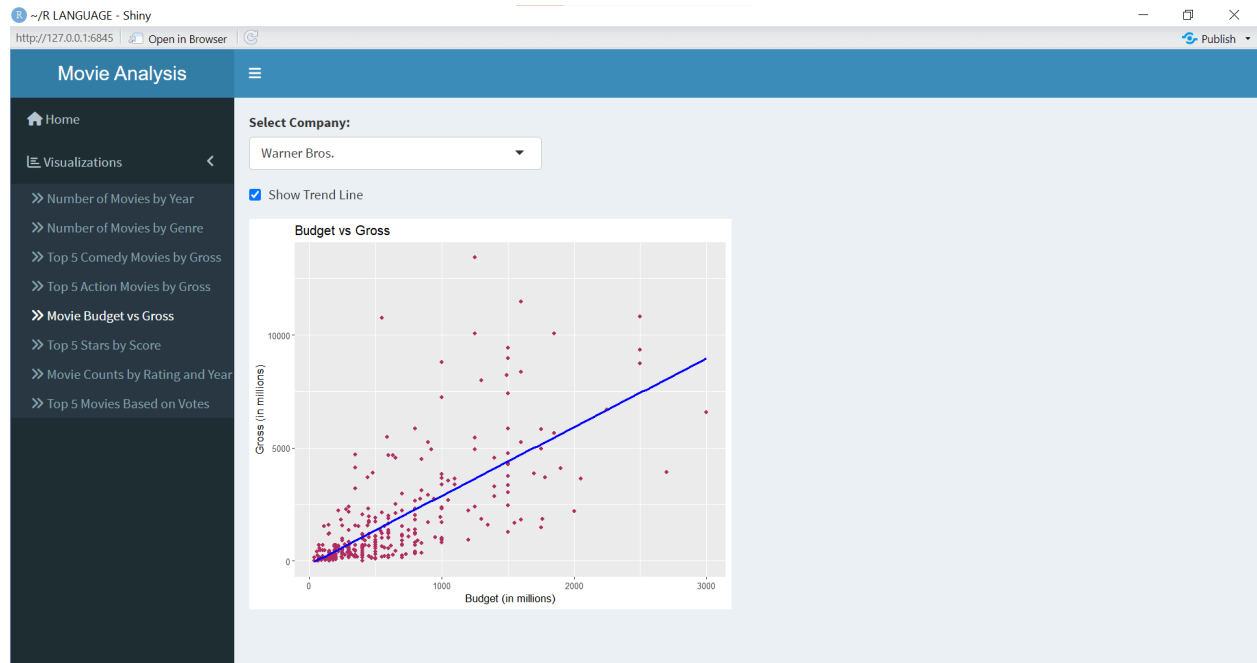 ~/R LANGUAGE - Shiny
http://127.0.0.1:6845 Open in Browser Publish
Movie Analysis
Home
Select Company:
Warner Bros.
Visualizations
Show Trend Line
Number of Movies by Year
Number of Movies by Genre
Top 5 Comedy Movies by Gross
Top 5 Action Movies by Gross
Movie Budget vs Gross
Top 5 Stars by Score
Movie Counts by Rating and Year
Top 5 Movies Based on Votes
Budget vs Gross
Gross (in millions)
10000
5000
0
0 1000 2000 3000
Budget (in millions)